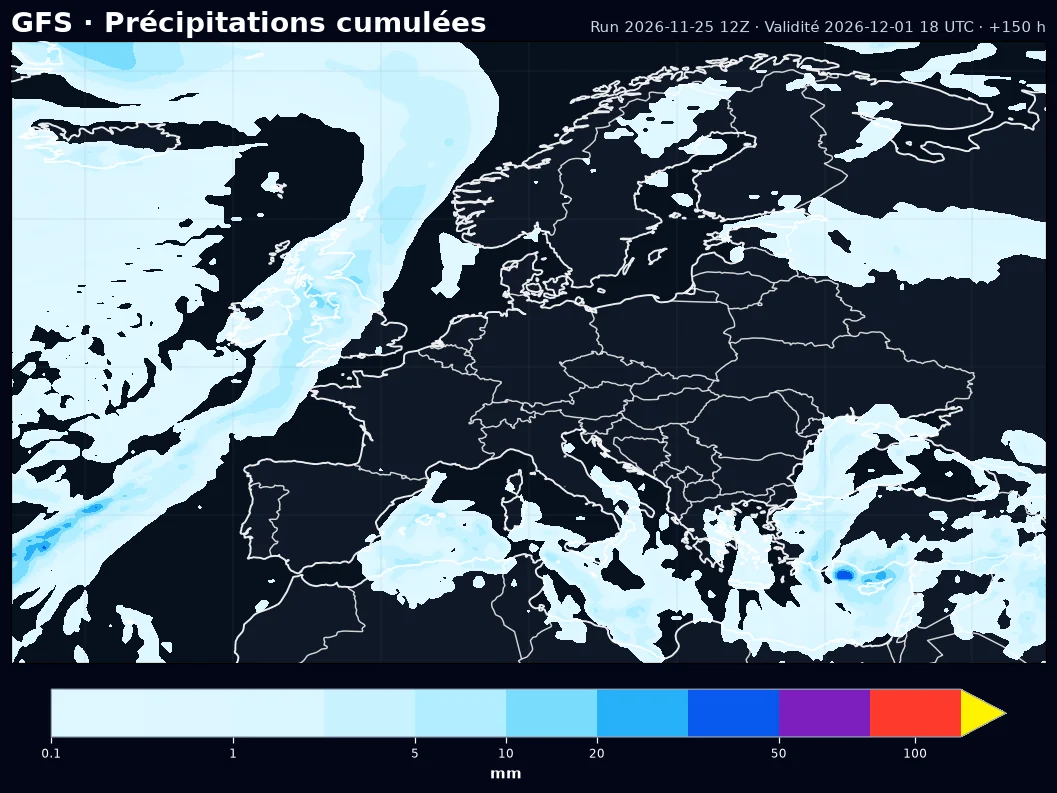 GFS · Précipitations cumulées
Run 2026-11-25 12Z · Validité 2026-12-01 18 UTC · +150 h
0.1 1 5 10 20 50 100
mm